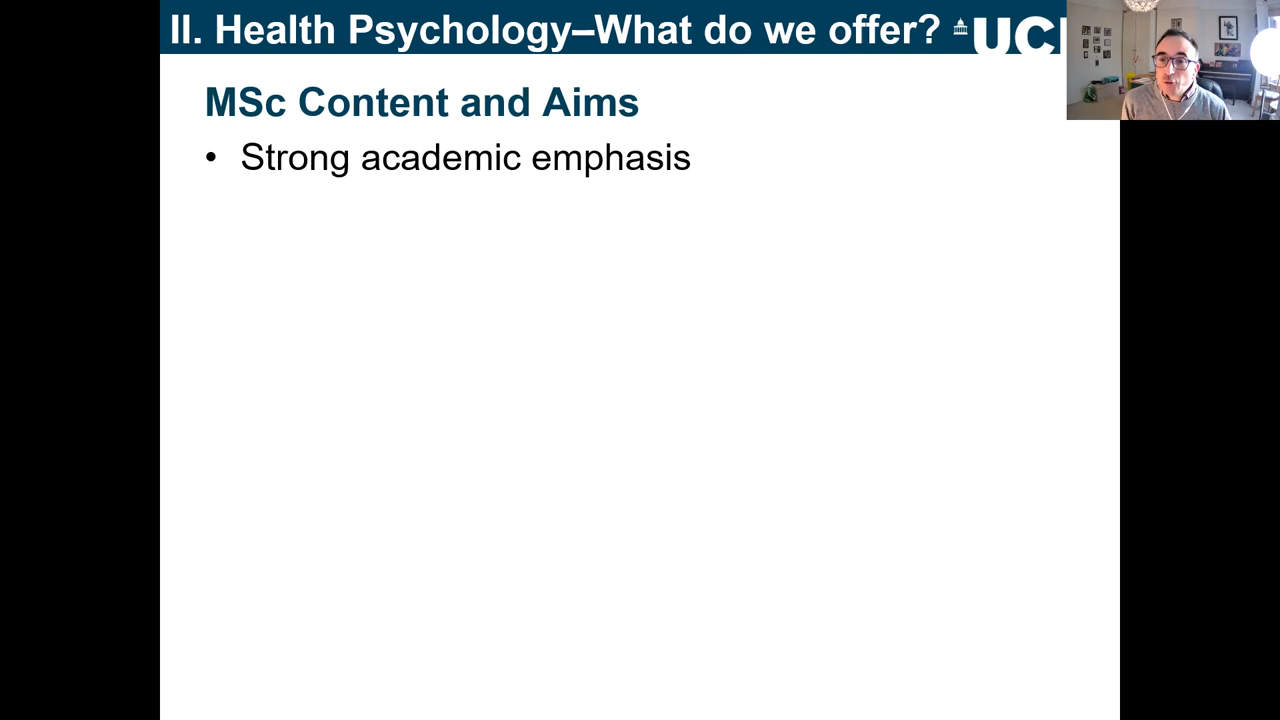 II. Health Psychology–What do we offer?
UCL
MSc Content and Aims
• Strong academic emphasis